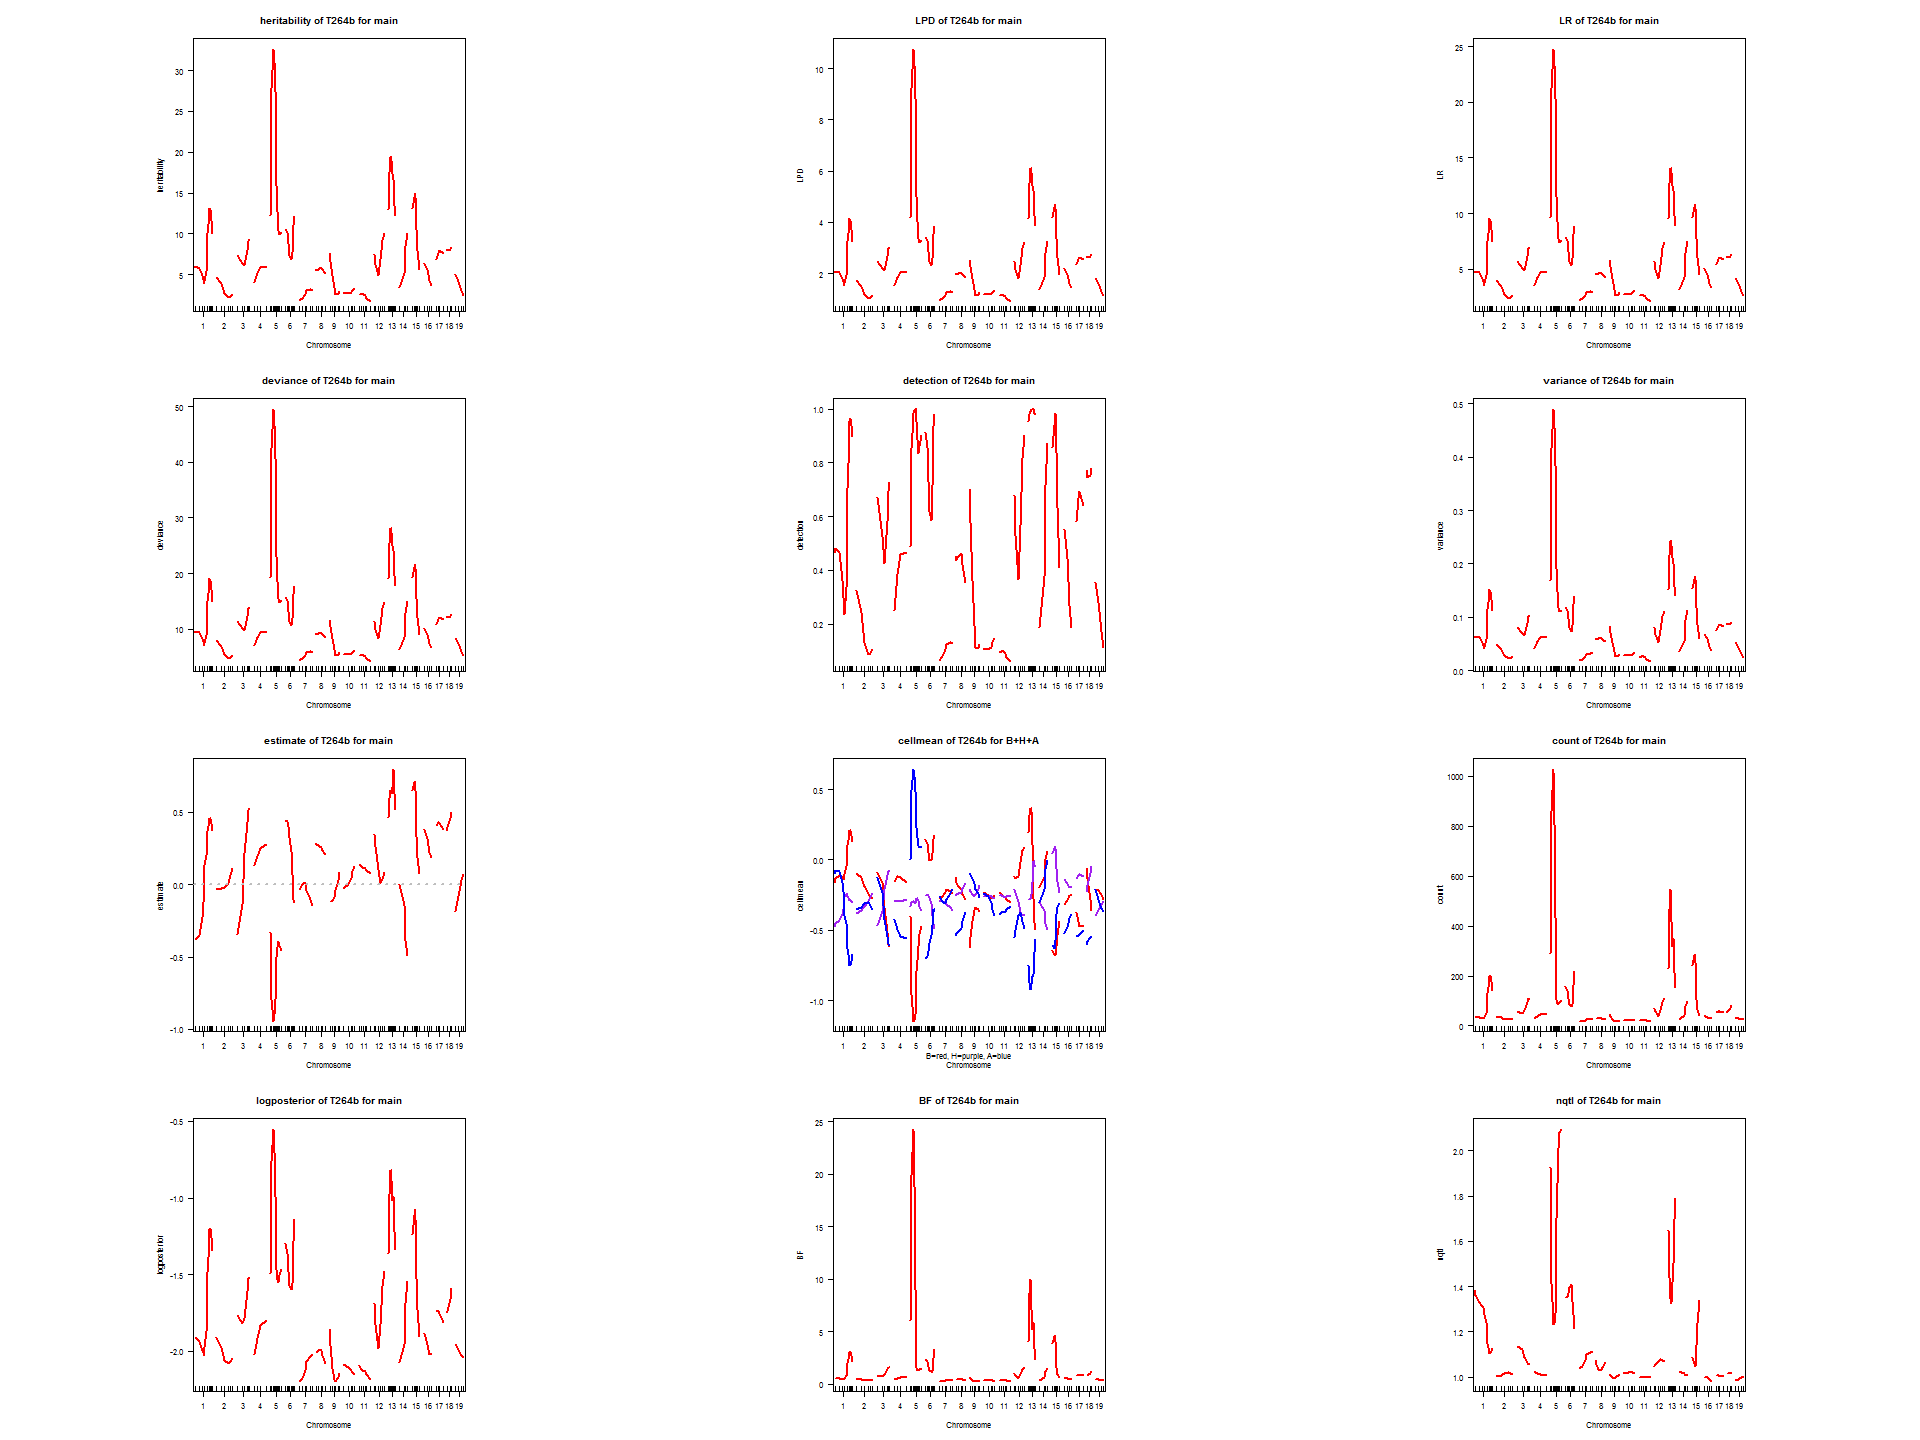 heritability of T264b for main
LPD of T264b for main
LR of T264b for main
30
25
20
15
10
5
heritability
1 2 3 4 5 6 7 8 9 10 11 12 13 14 15 16 17 18 19
Chromosome
10
8
6
4
2
LPD
1 2 3 4 5 6 7 8 9 10 11 12 13 14 15 16 17 18 19
Chromosome
25
20
15
10
5
LR
1 2 3 4 5 6 7 8 9 10 11 12 13 14 15 16 17 18 19
Chromosome
deviance of T264b for main
detection of T264b for main
variance of T264b for main
50
40
30
20
10
deviance
1 2 3 4 5 6 7 8 9 10 11 12 13 14 15 16 17 18 19
Chromosome
1.0
0.8
0.6
0.4
0.2
detection
1 2 3 4 5 6 7 8 9 10 11 12 13 14 15 16 17 18 19
Chromosome
0.5
0.4
0.3
0.2
0.1
0.0
variance
1 2 3 4 5 6 7 8 9 10 11 12 13 14 15 16 17 18 19
Chromosome
estimate of T264b for main
cellmean of T264b for B+H+A
count of T264b for main
0.5
0.0
-0.5
-1.0
estimate
1 2 3 4 5 6 7 8 9 10 11 12 13 14 15 16 17 18 19
Chromosome
0.5
0.0
-0.5
-1.0
cellmean
1 2 3 4 5 6 7 8 9 10 11 12 13 14 15 16 17 18 19
B=red, H=purple, A=blue
Chromosome
1000
800
600
400
200
0
count
1 2 3 4 5 6 7 8 9 10 11 12 13 14 15 16 17 18 19
Chromosome
logposterior of T264b for main
BF of T264b for main
nqtl of T264b for main
-0.5
-1.0
-1.5
-2.0
logposterior
1 2 3 4 5 6 7 8 9 10 11 12 13 14 15 16 17 18 19
Chromosome
25
20
15
10
5
0
BF
1 2 3 4 5 6 7 8 9 10 11 12 13 14 15 16 17 18 19
Chromosome
2.0
1.8
1.6
1.4
1.2
1.0
nqtl
1 2 3 4 5 6 7 8 9 10 11 12 13 14 15 16 17 18 19
Chromosome